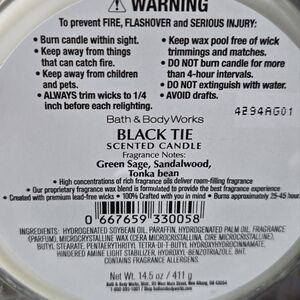 ⚠ WARNING
To prevent FIRE, FLASHOVER and SERIOUS INJURY:
• Burn candle within sight.
• Keep away from things that can catch fire.
• Keep away from children and pets.
• ALWAYS trim wicks to 1/4 inch before each relighting.
• Keep wax pool free of wick trimmings and matches.
• DO NOT burn candle for more than 4-hour intervals.
• DO NOT extinguish with water.
• AVOID drafts.
4294AG01
Bath & Body Works
BLACK TIE
SCENTED CANDLE
Fragrance Notes:
Green Sage, Sandalwood,
Tonka bean
• High concentrations of rich fragrance oils deliver room-filling fragrance
• Our proprietary fragrance wax blend is formulated to provide the best fragrance experience
• Created with premium lead-free wicks • 100% Crafted with you in mind • Burns approximately 25-45 hours
0 667659 330058
INGREDIENTS: HYDROGENATED SOYBEAN OIL, PARAFFIN, HYDROGENATED PALM OIL, FRAGRANCE
(PARFUM), MICROCRYSTALLINE WAX (CERA MICROCRISTALLINA, CIRE MICROCRISTALLINE),
BUTYL STEARATE, PENTAERYTHRITYL TETRA-DI-T-BUTYL HYDROXYHYDROCINNAMATE,
HINDERED AMINE LIGHT STABILIZER, HYDROXYL-BENZOTRIAZOLE, BHT
CONTAINS FRAGRANCE ALLERGENS
Net Wt. 14.5 oz / 411 g
Bath & Body Works, Distr.